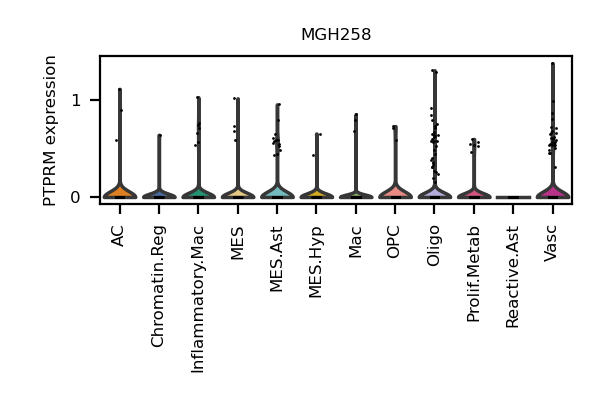 MGH258
PTPRM expression
1
0
AC
Chromatin.Reg
Inflammatory.Mac
MES
MES.Ast
MES.Hyp
Mac
OPC
Oligo
Prolif.Metab
Reactive.Ast
Vasc